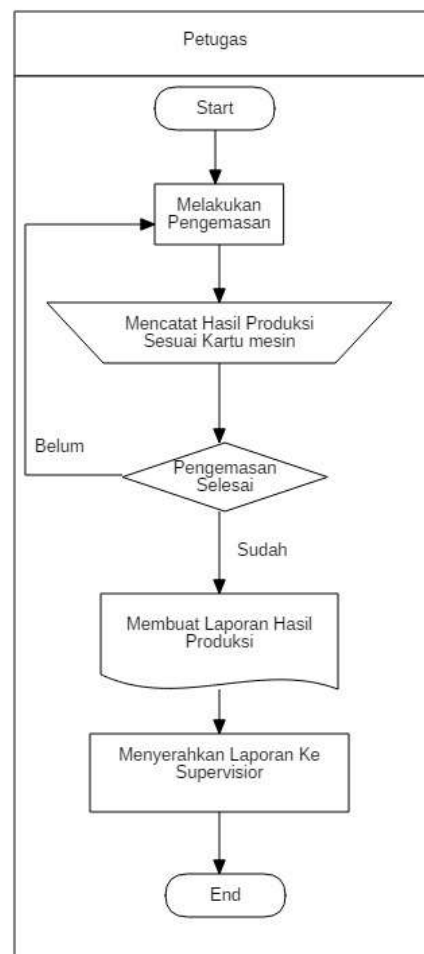 Petugas
Start
Melakukan
Pengemasan
Mencatat Hasil Produksi
Sesuai Kartu mesin
Belum
Pengemasan
Selesai
Sudah
Membuat Laporan Hasil
Produksi
Menyerahkan Laporan Ke
Supervisior
End